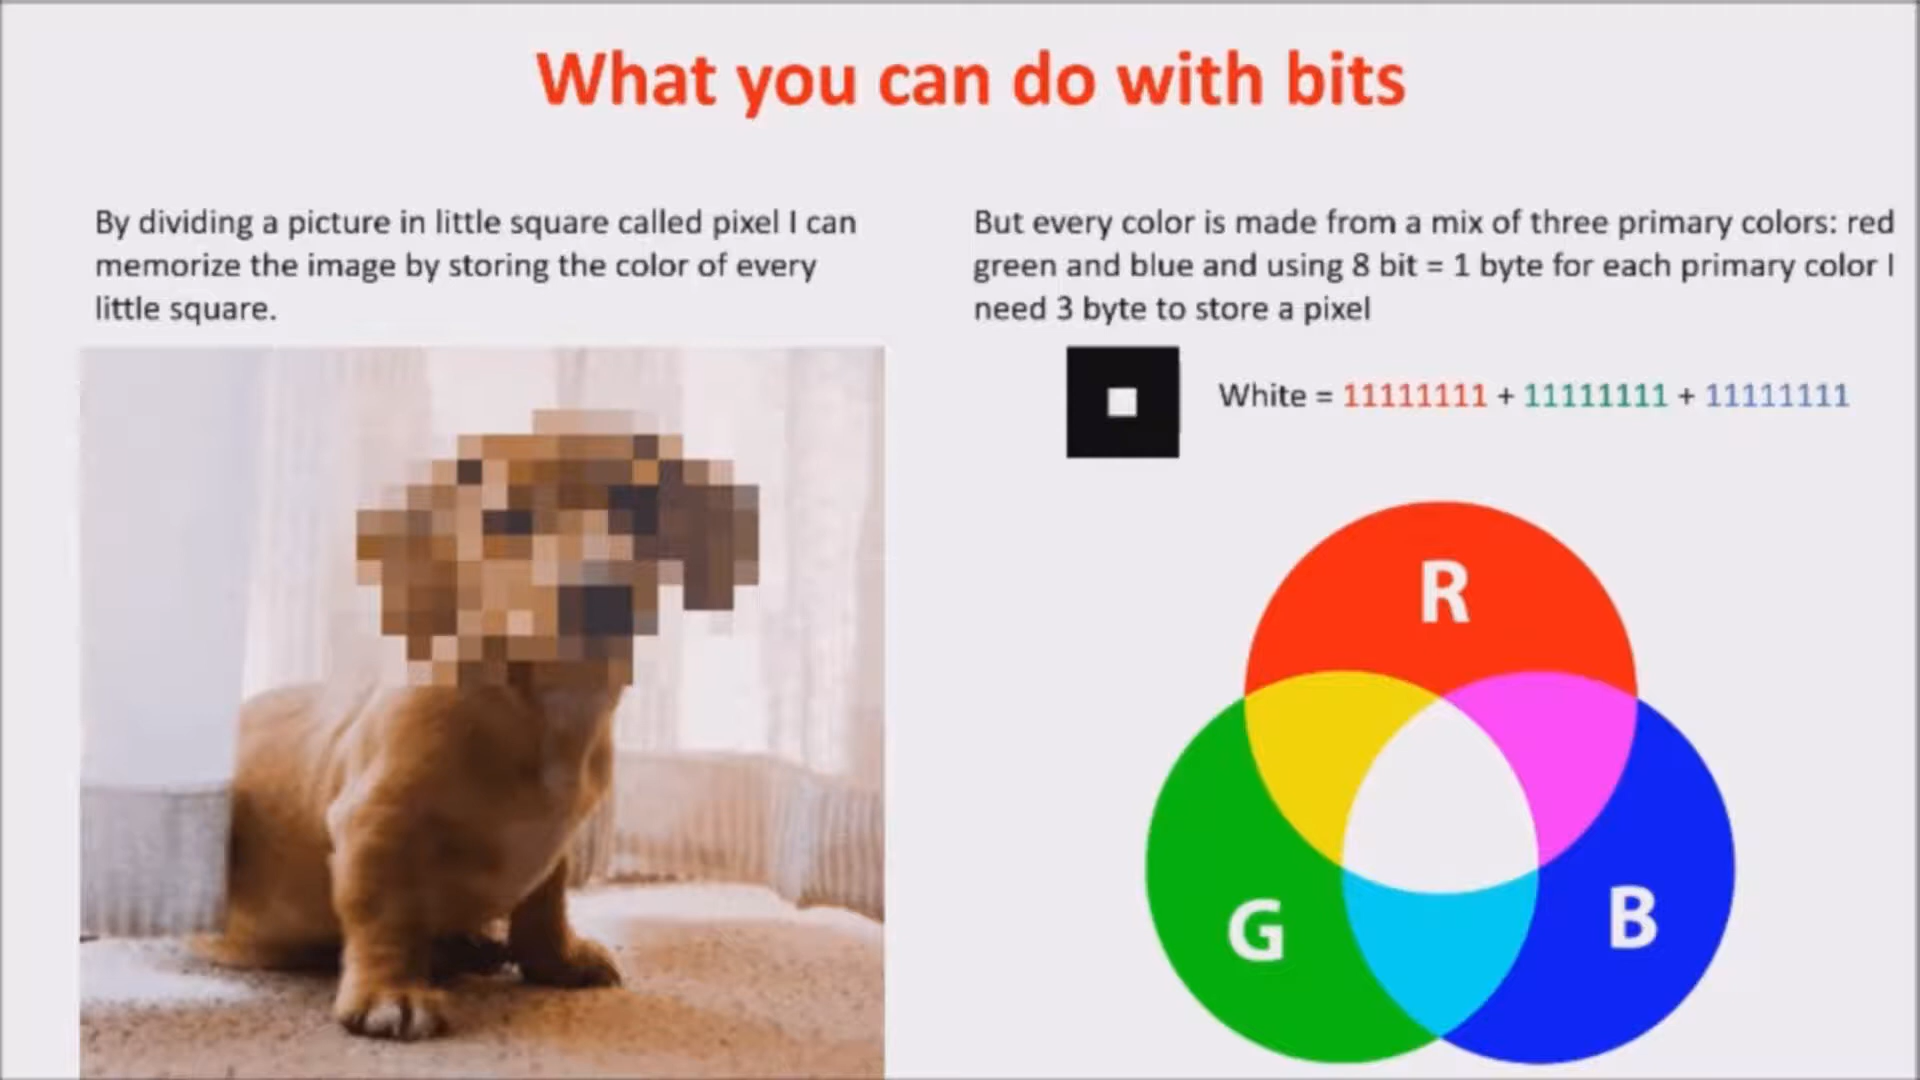 What you can do with bits
By dividing a picture in little square called pixel I can
memorize the image by storing the color of every
little square.
But every color is made from a mix of three primary colors: red
green and blue and using 8 bit = 1 byte for each primary color I
need 3 byte to store a pixel
White = 11111111 + 11111111 + 11111111
R
G
B